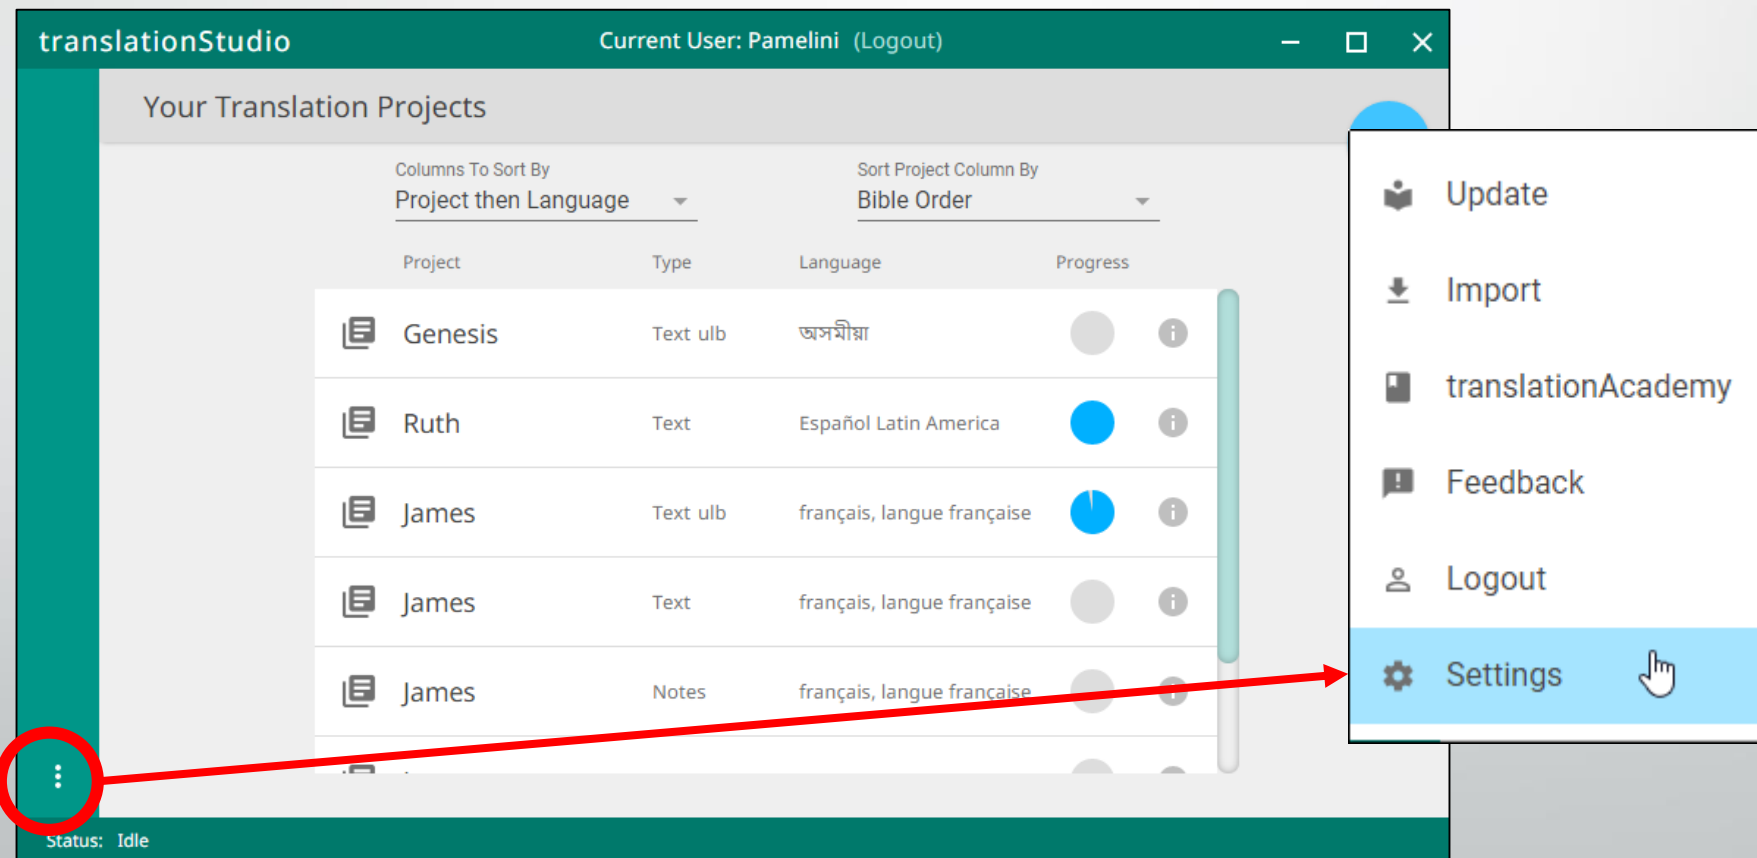 translationStudio
Current User: Pamelini (Logout)
Your Translation Projects
Columns To Sort By
Project then Language
Sort Project Column By
Bible Order
Project Type Language Progress
Genesis Text ulb অসমীয়া
Ruth Text Español Latin America
James Text ulb français, langue française
James Text français, langue française
James Notes français, langue française
Status: Idle
Update
Import
translationAcademy
Feedback
Logout
Settings